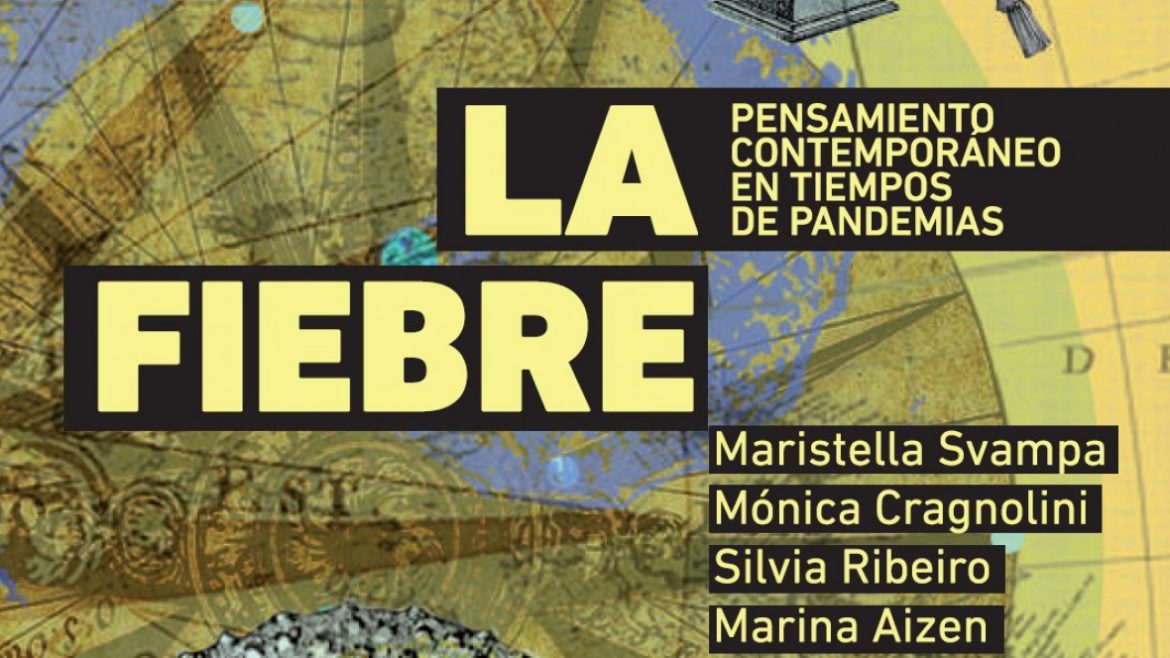 LA
PENSAMIENTO
CONTEMPORÁNEO
EN TIEMPOS
DE PANDEMIAS
FIEBRE
Maristella Svampa
Mónica Cragnolini
Silvia Ribeiro
Marina Aizen